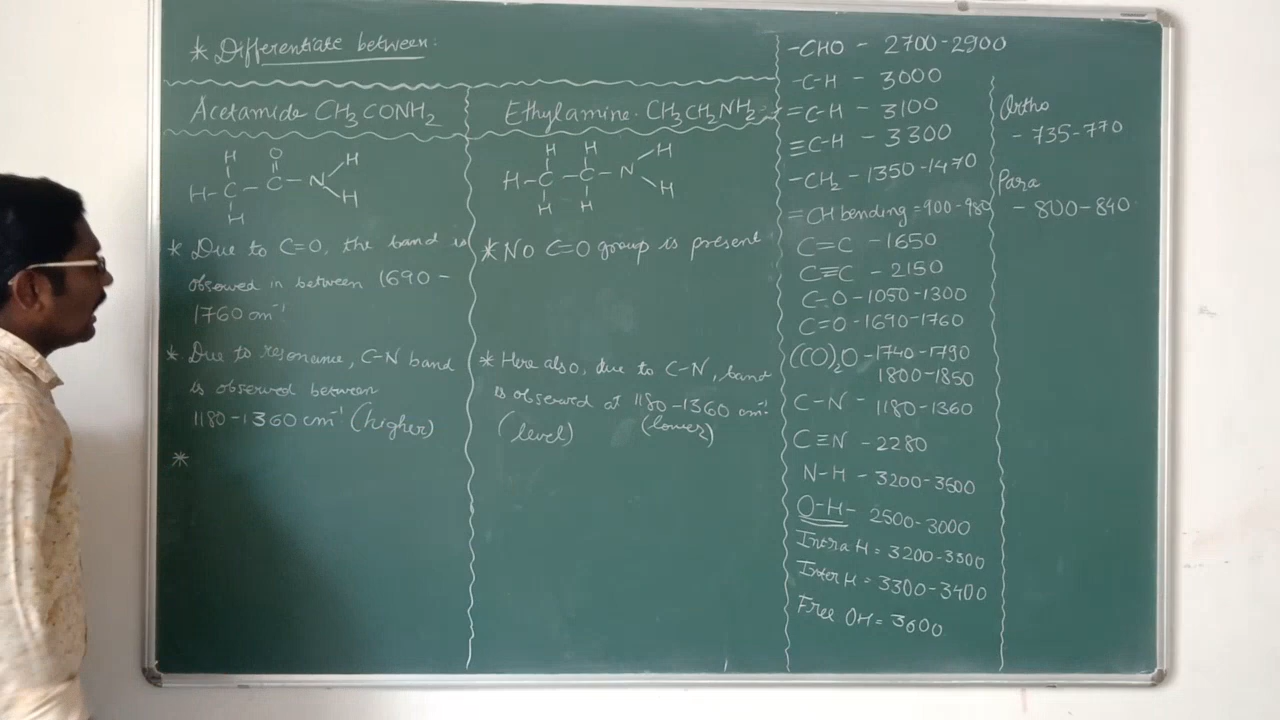 * Differentiate between:
Acetamide CH3CONH2
H O H
H-C-C-N
H H
* Due to C=O, the band is
observed in between 1690-
1760 cm⁻¹
* Due to resonance, C-N band
is observed between
1180-1360 cm⁻¹ (higher)
*
Ethylamine. CH3CH2NH2
H H H
H-C-C-N
H H H
* No C=O group is present
* Here also, due to C-N, band
is observed at 1180-1360 cm⁻¹
(level) (lower)
-CHO - 2700-2900
-C-H - 3000
=C-H - 3100
≡C-H - 3300
-CH2 - 1350-1470
=CH bending = 900-980
C=C - 1650
C≡C - 2150
C-O - 1050-1300
C=O - 1690-1760
(CO)2O - 1740-1790
1800-1850
C-N - 1180-1360
C≡N - 2280
N-H - 3200-3500
O-H - 2500-3000
Intra H = 3200-3500
Inter H = 3300-3400
Free OH = 3600
Ortho
- 735-770
Para
- 800-840